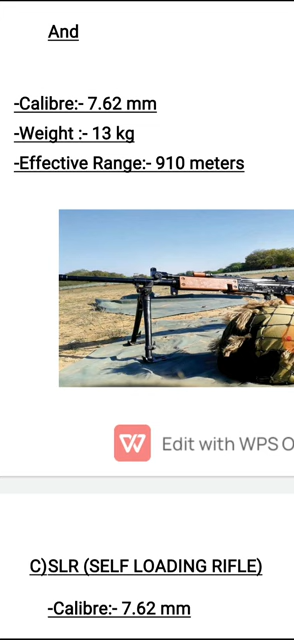 And
-Calibre:- 7.62 mm
-Weight :- 13 kg
-Effective Range:- 910 meters
Edit with WPS O
C)SLR (SELF LOADING RIFLE)
-Calibre:- 7.62 mm